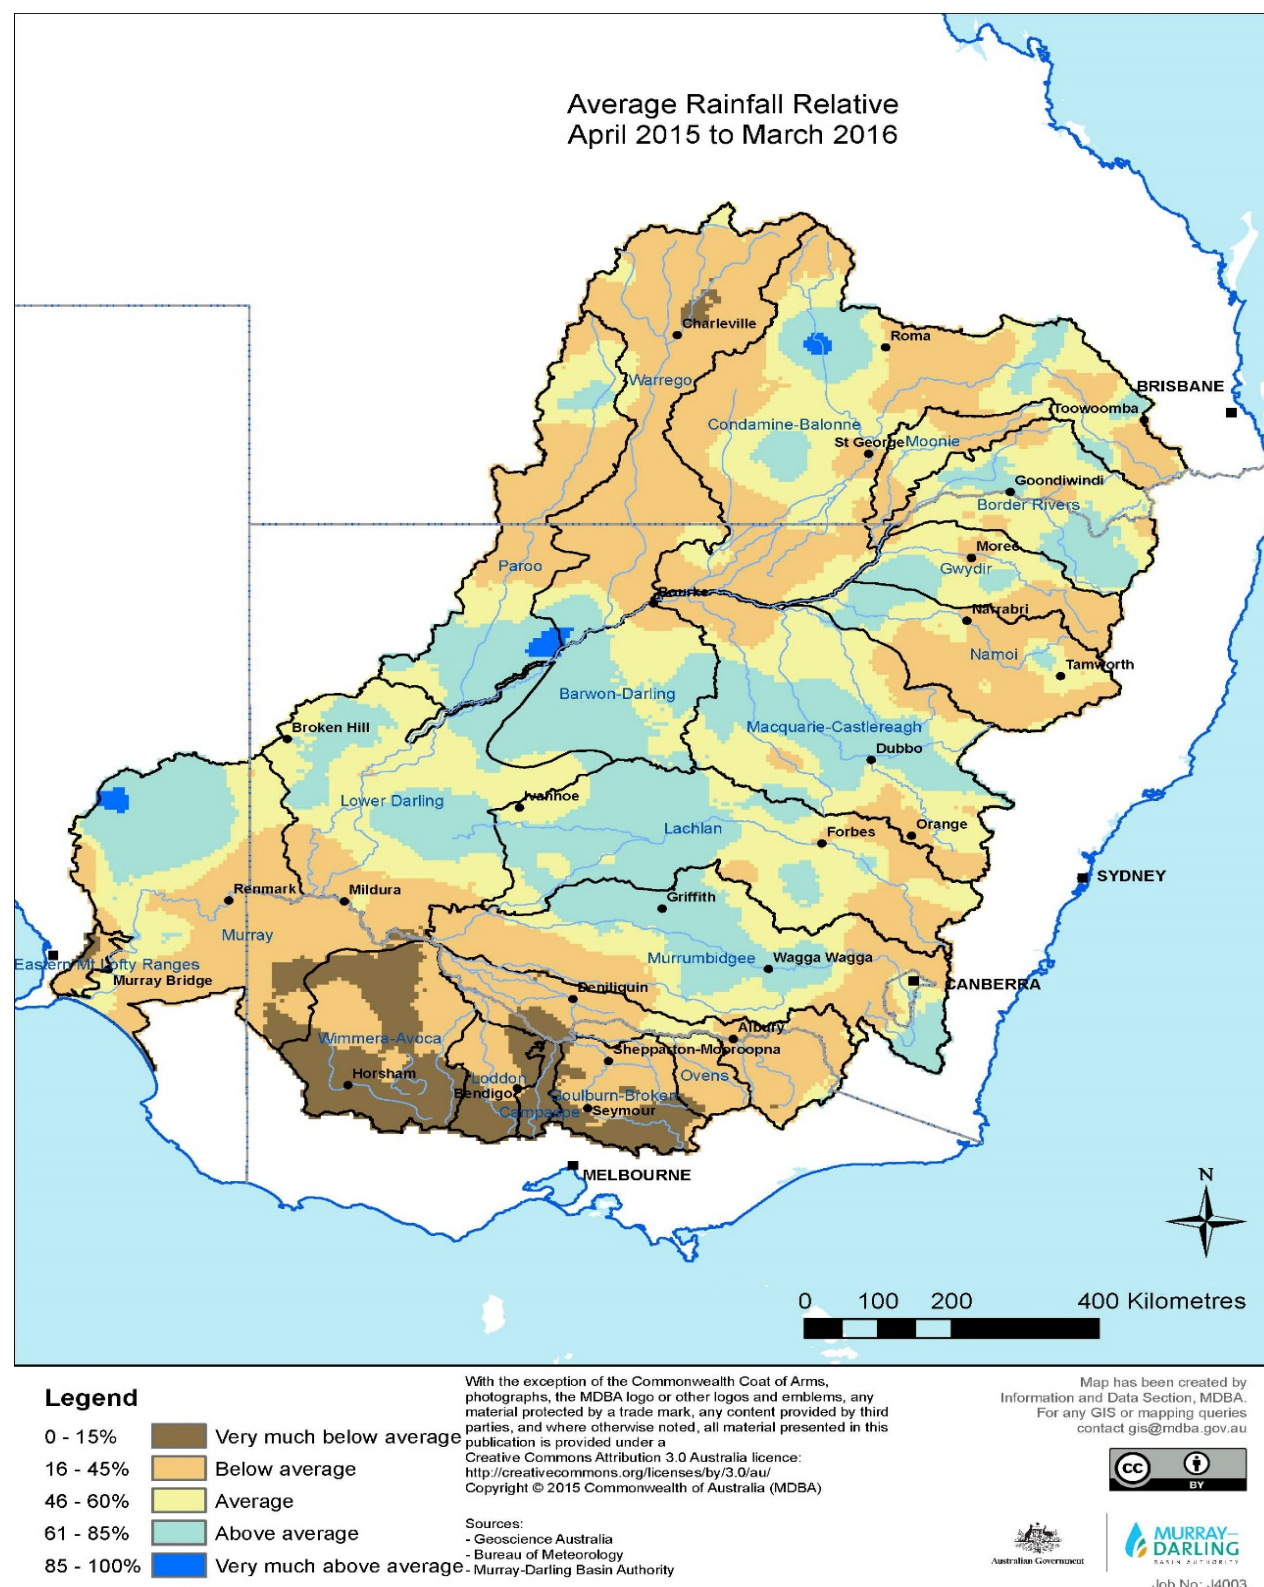 Average Rainfall Relative
April 2015 to March 2016
Charleville
Roma
Warrego
BRISBANE
Toowoomba
Condamine-Balonne
St George
Moonie
Goondiwindi
Border Rivers
Moree
Paroo
Gwydir
Bourke
Narrabri
Namoi
Tamworth
Barwon-Darling
Broken Hill
Macquarie-Castlereagh
Dubbo
Ivanhoe
Lower Darling
Lachlan
Forbes
Orange
SYDNEY
Renmark
Mildura
Griffith
Murray
Eastern Mt Lofty Ranges
Murrumbidgee
Wagga Wagga
Murray Bridge
CANBERRA
Deniliquin
Albury
Wimmera-Avoca
Shepparton-Mooroopna
Horsham
Loddon
Ovens
Bendigo
Goulburn-Broken
Campaspe
Seymour
MELBOURNE
N
0 100 200 400 Kilometres
Legend
0 - 15% Very much below average
16 - 45% Below average
46 - 60% Average
61 - 85% Above average
85 - 100% Very much above average
With the exception of the Commonwealth Coat of Arms,
photographs, the MDBA logo or other logos and emblems, any
material protected by a trade mark, any content provided by third
parties, and where otherwise noted, all material presented in this
publication is provided under a
Creative Commons Attribution 3.0 Australia licence:
http://creativecommons.org/licenses/by/3.0/au/
Copyright © 2015 Commonwealth of Australia (MDBA)
Sources:
- Geoscience Australia
- Bureau of Meteorology
- Murray-Darling Basin Authority
Map has been created by
Information and Data Section, MDBA.
For any GIS or mapping queries
contact gis@mdba.gov.au
cc
BY
Australian Government
MURRAY–
DARLING
BASIN AUTHORITY
Job No: J4003